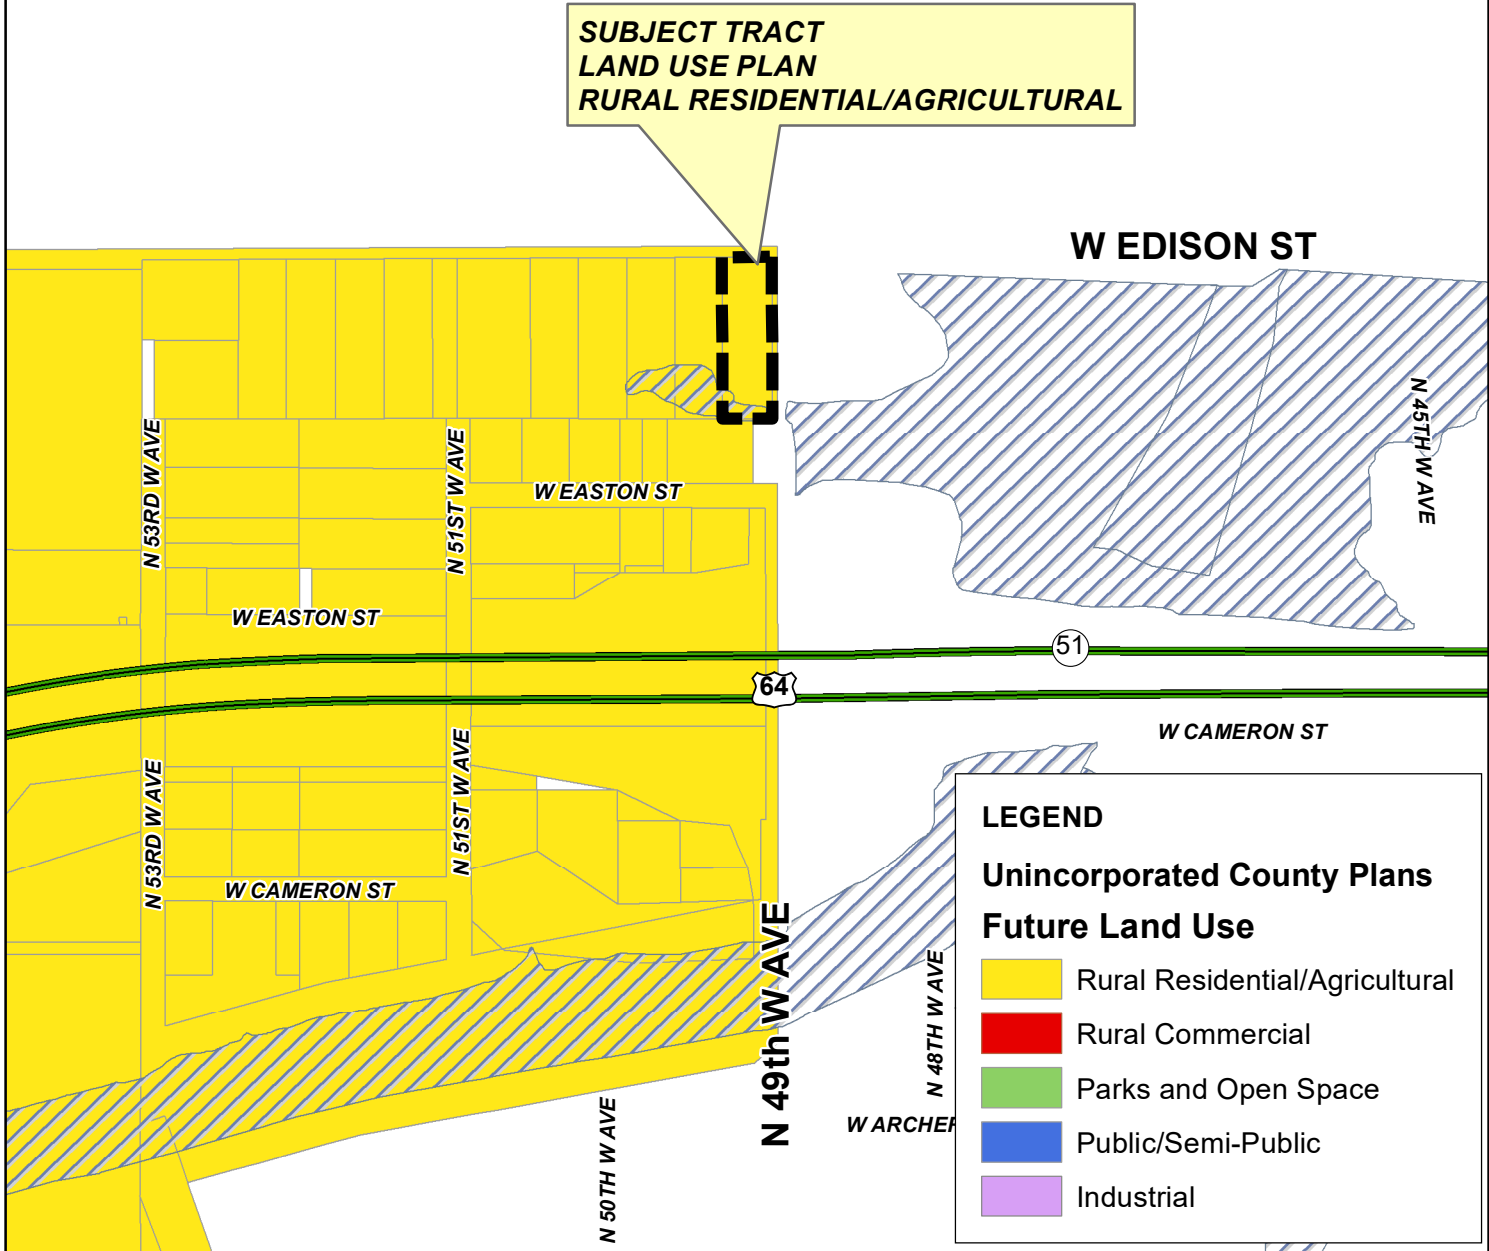 SUBJECT TRACT
LAND USE PLAN
RURAL RESIDENTIAL/AGRICULTURAL
W EDISON ST
N 45TH W AVE
N 53RD W AVE
N 51ST W AVE
W EASTON ST
W EASTON ST
51
64
W CAMERON ST
N 53RD W AVE
N 51ST W AVE
W CAMERON ST
N 49th W AVE
N 48TH W AVE
W ARCHER
N 50TH W AVE
LEGEND
Unincorporated County Plans
Future Land Use
Rural Residential/Agricultural
Rural Commercial
Parks and Open Space
Public/Semi-Public
Industrial